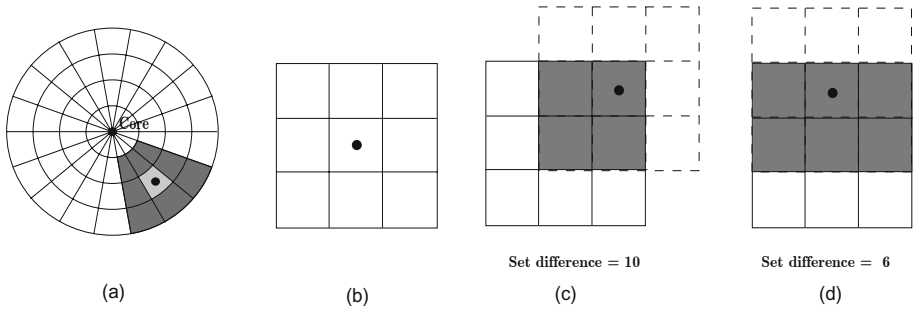 Core
Set difference = 10
Set difference = 6
(a)
(b)
(c)
(d)